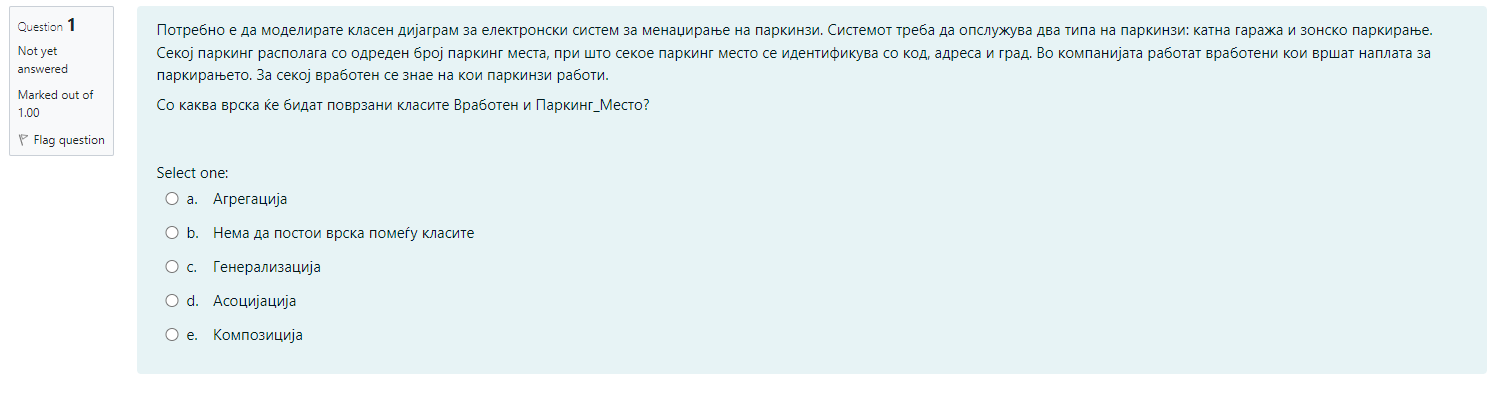 Question 1
Not yet
answered
Marked out of
1.00
Flag question
Потребно е да моделирате класен дијаграм за електронски систем за менаџирање на паркинзи. Системот треба да опслужува два типа на паркинзи: катна гаража и зонско паркирање.
Секој паркинг располага со одреден број паркинг места, при што секое паркинг место се идентификува со код, адреса и град. Во компанијата работат вработени кои вршат наплата за
паркирањето. За секој вработен се знае на кои паркинзи работи.
Со каква врска ќе бидат поврзани класите Вработен и Паркинг_Место?
Select one:
a. Агрегација
b. Нема да постои врска помеѓу класите
c. Генерализација
d. Асоцијација
e. Композиција